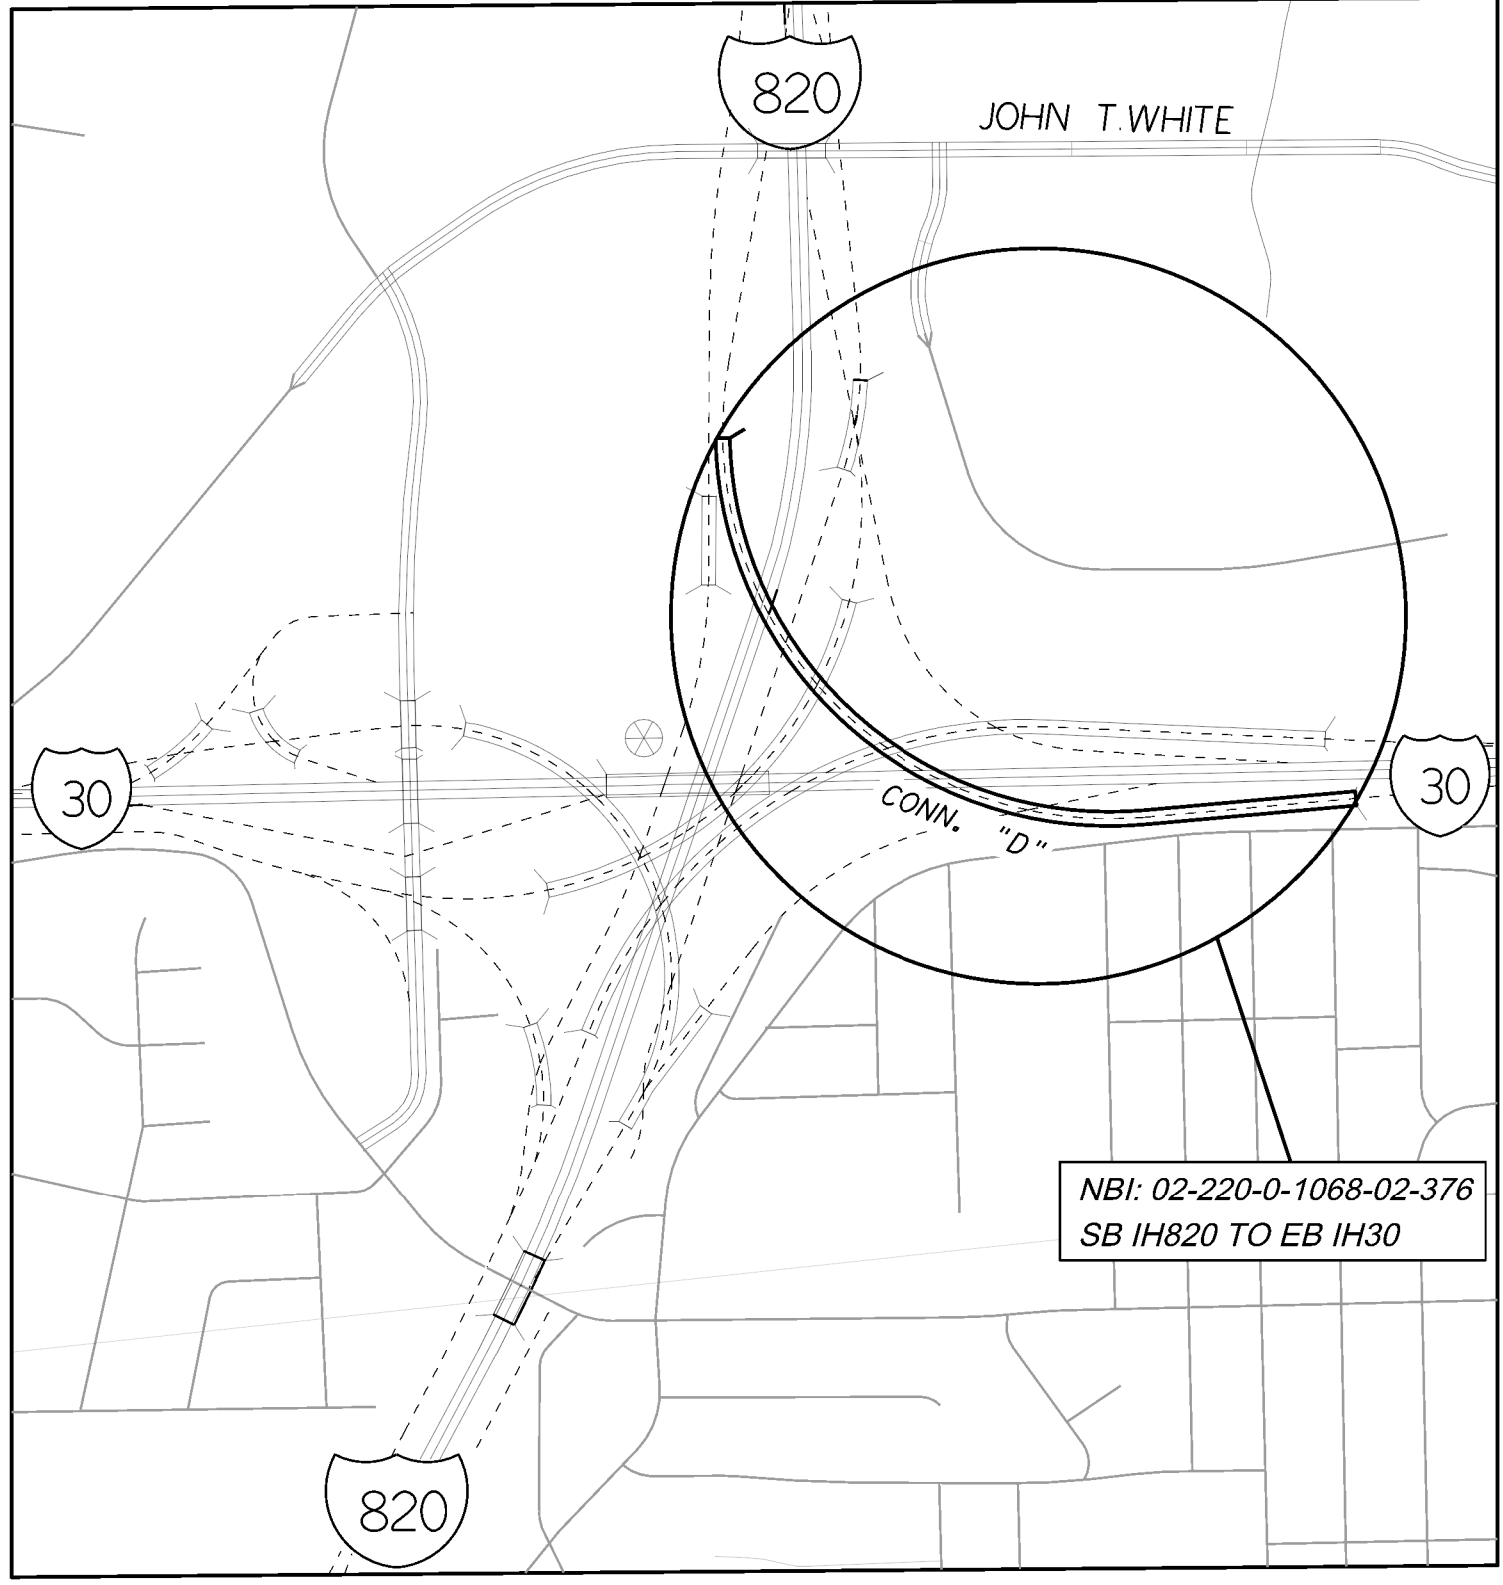 820
JOHN T. WHITE
30
30
CONN. "D"
NBI: 02-220-0-1068-02-376
SB IH820 TO EB IH30
820